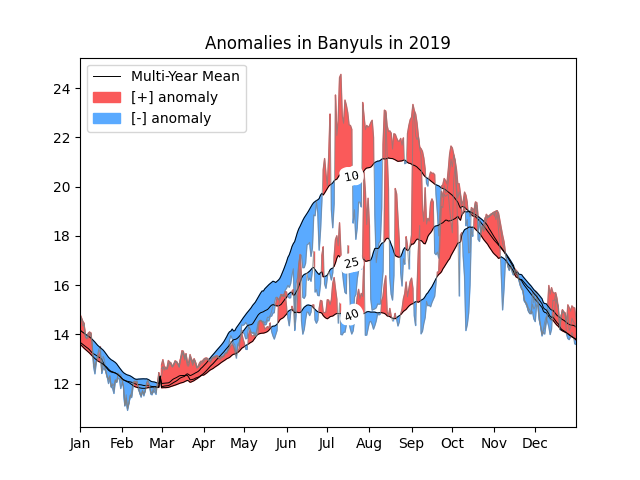 Anomalies in Banyuls in 2019
Multi-Year Mean
[+] anomaly
[-] anomaly
24
22
20
18
16
14
12
10
25
40
Jan Feb Mar Apr May Jun Jul Aug Sep Oct Nov Dec